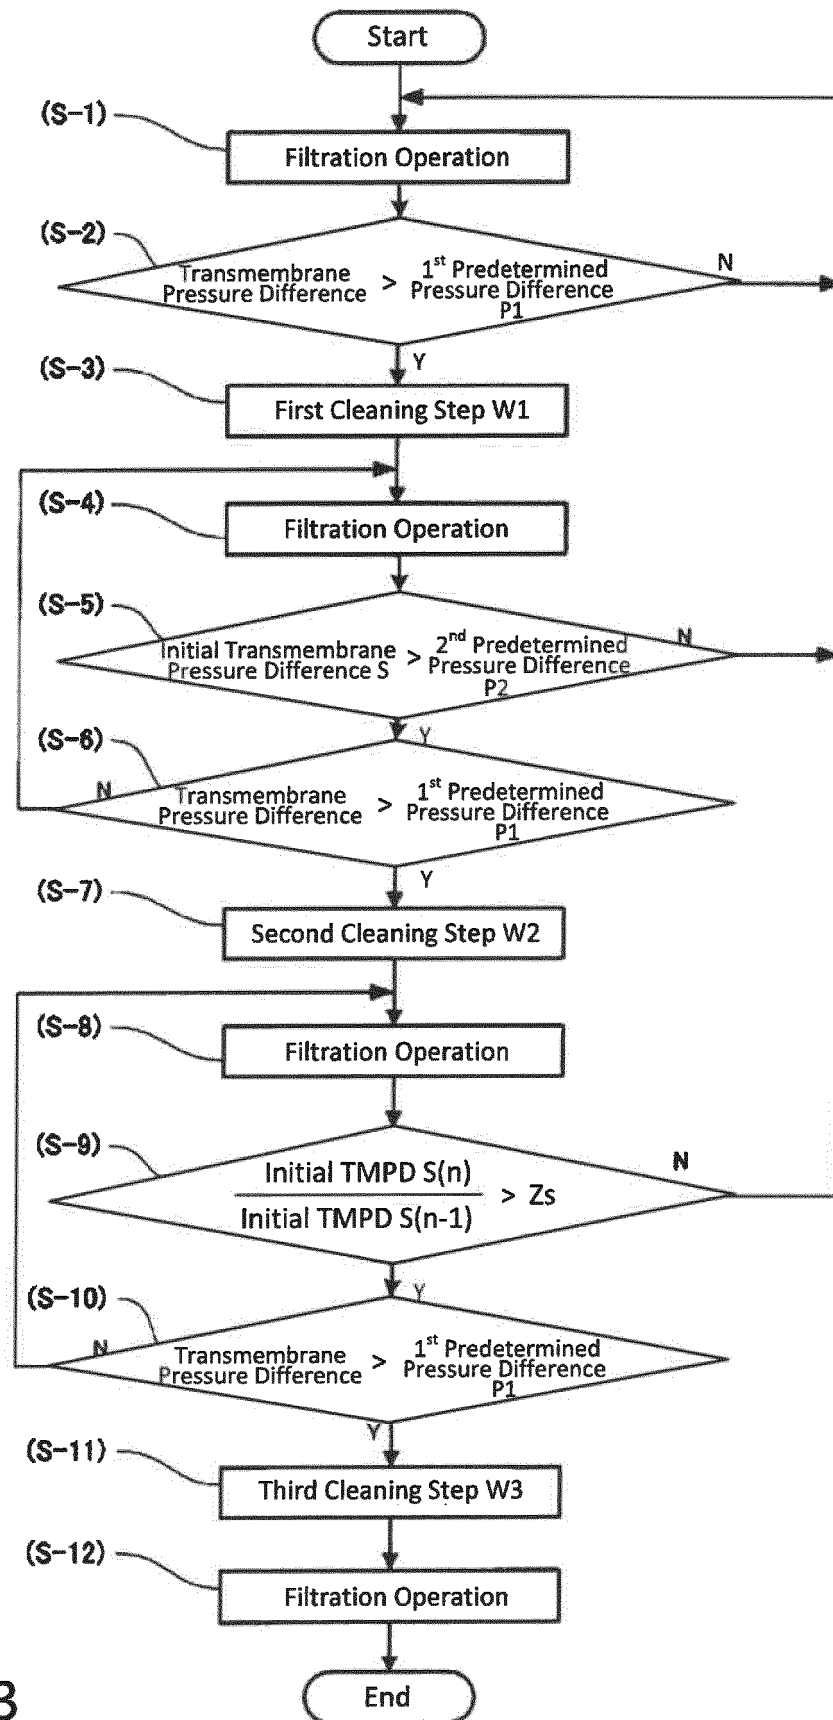 Start
(S-1)
Filtration Operation
(S-2)
N
Transmembrane
Pressure Difference
>
1st Predetermined
Pressure Difference
P1
Y
(S-3)
First Cleaning Step W1
(S-4)
Filtration Operation
(S-5)
N
Initial Transmembrane
Pressure Difference S
>
2nd Predetermined
Pressure Difference
P2
Y
(S-6)
N
Transmembrane
Pressure Difference
>
1st Predetermined
Pressure Difference
P1
Y
(S-7)
Second Cleaning Step W2
(S-8)
Filtration Operation
(S-9)
N
Initial TMPD S(n)
Initial TMPD S(n-1)
> Zs
Y
(S-10)
N
Transmembrane
Pressure Difference
>
1st Predetermined
Pressure Difference
P1
Y
(S-11)
Third Cleaning Step W3
(S-12)
Filtration Operation
End